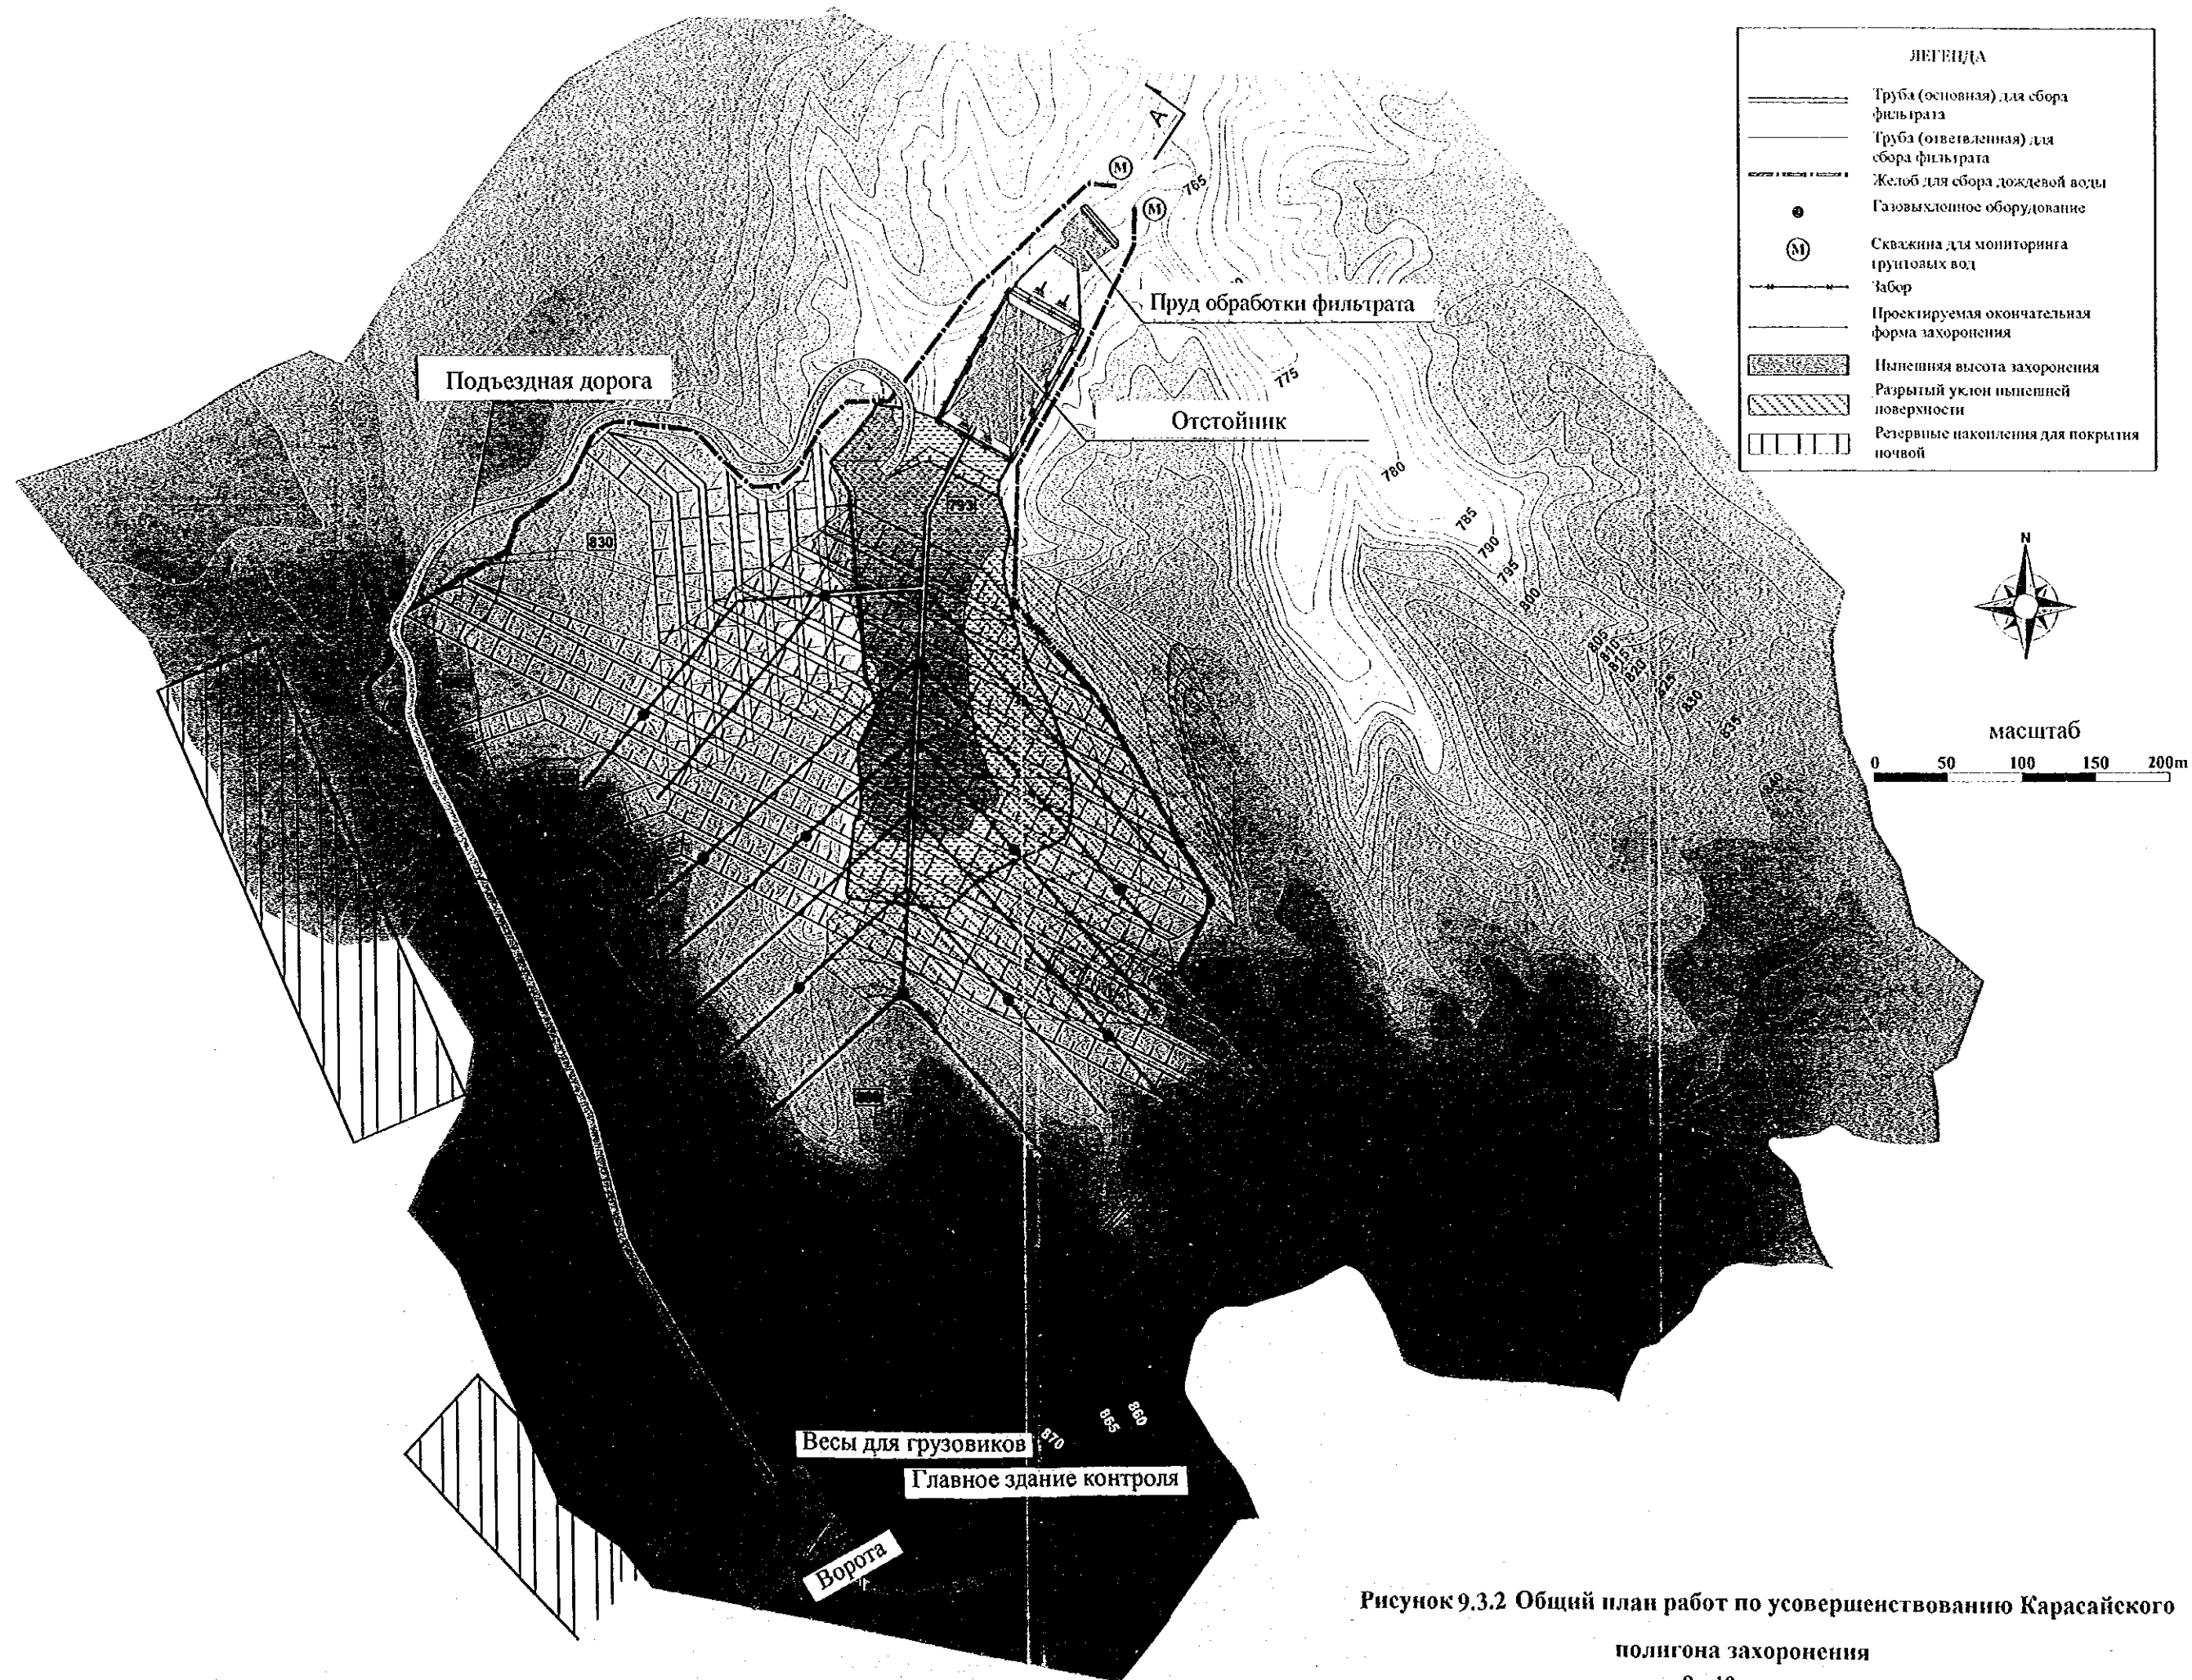 ЛЕГЕНДА
Труба (основная) для сбора
фильтрата
Труба (ответвленная) для
сбора фильтрата
Желоб для сбора дождевой воды
Газовыхлопное оборудование
М
Скважина для мониторинга
грунтовых вод
Забор
Проектируемая окончательная
форма захоронения
Нынешняя высота захоронения
Разрытый уклон нынешней
поверхности
Резервные накопления для покрытия
почвой
А
М
765
М
Пруд обработки фильтрата
Подъездная дорога
775
Отстойник
780
793
785
830
790
795
800
N
805
810
815
820
825
830
835
масштаб
0 50 100 150 200m
840
870
865
860
Весы для грузовиков
Главное здание контроля
Ворота
Рисунок 9.3.2 Общий план работ по усовершенствованию Карасайского
полигона захоронения